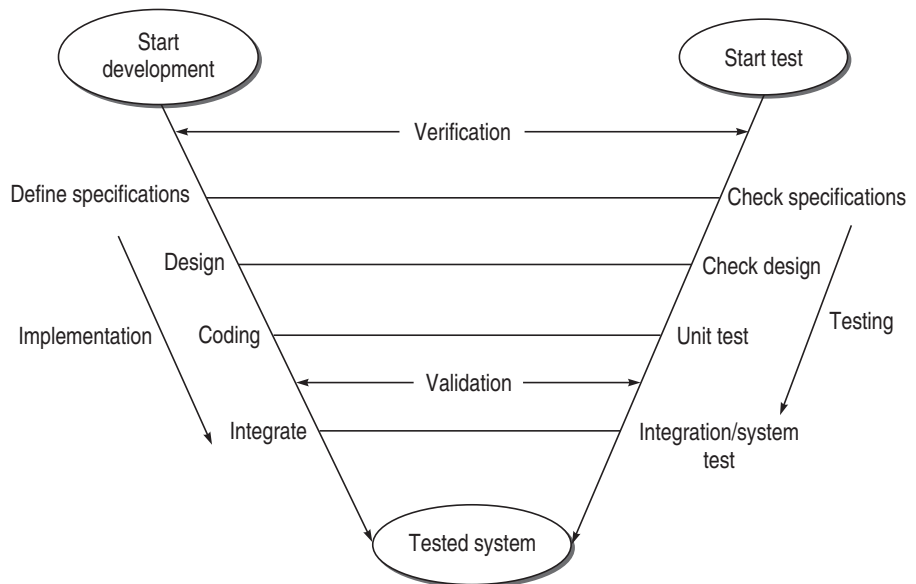 Start
development
Start test
Verification
Define specifications
Check specifications
Design
Check design
Implementation
Coding
Unit test
Testing
Validation
Integrate
Integration/system
test
Tested system